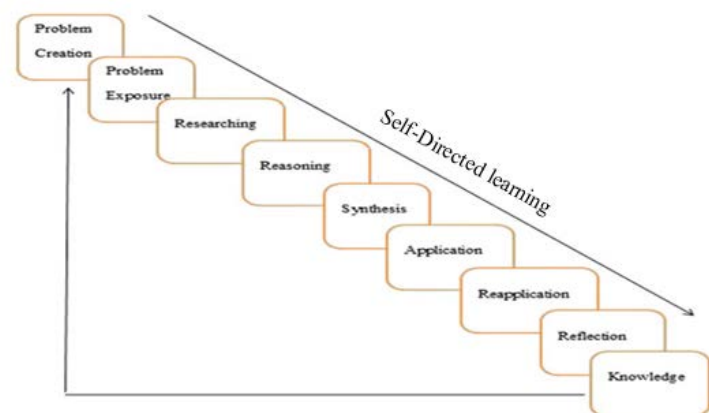 Problem
Creation
Problem
Exposure
Researching
Reasoning
Self-Directed learning
Synthesis
Application
Reapplication
Reflection
Knowledge